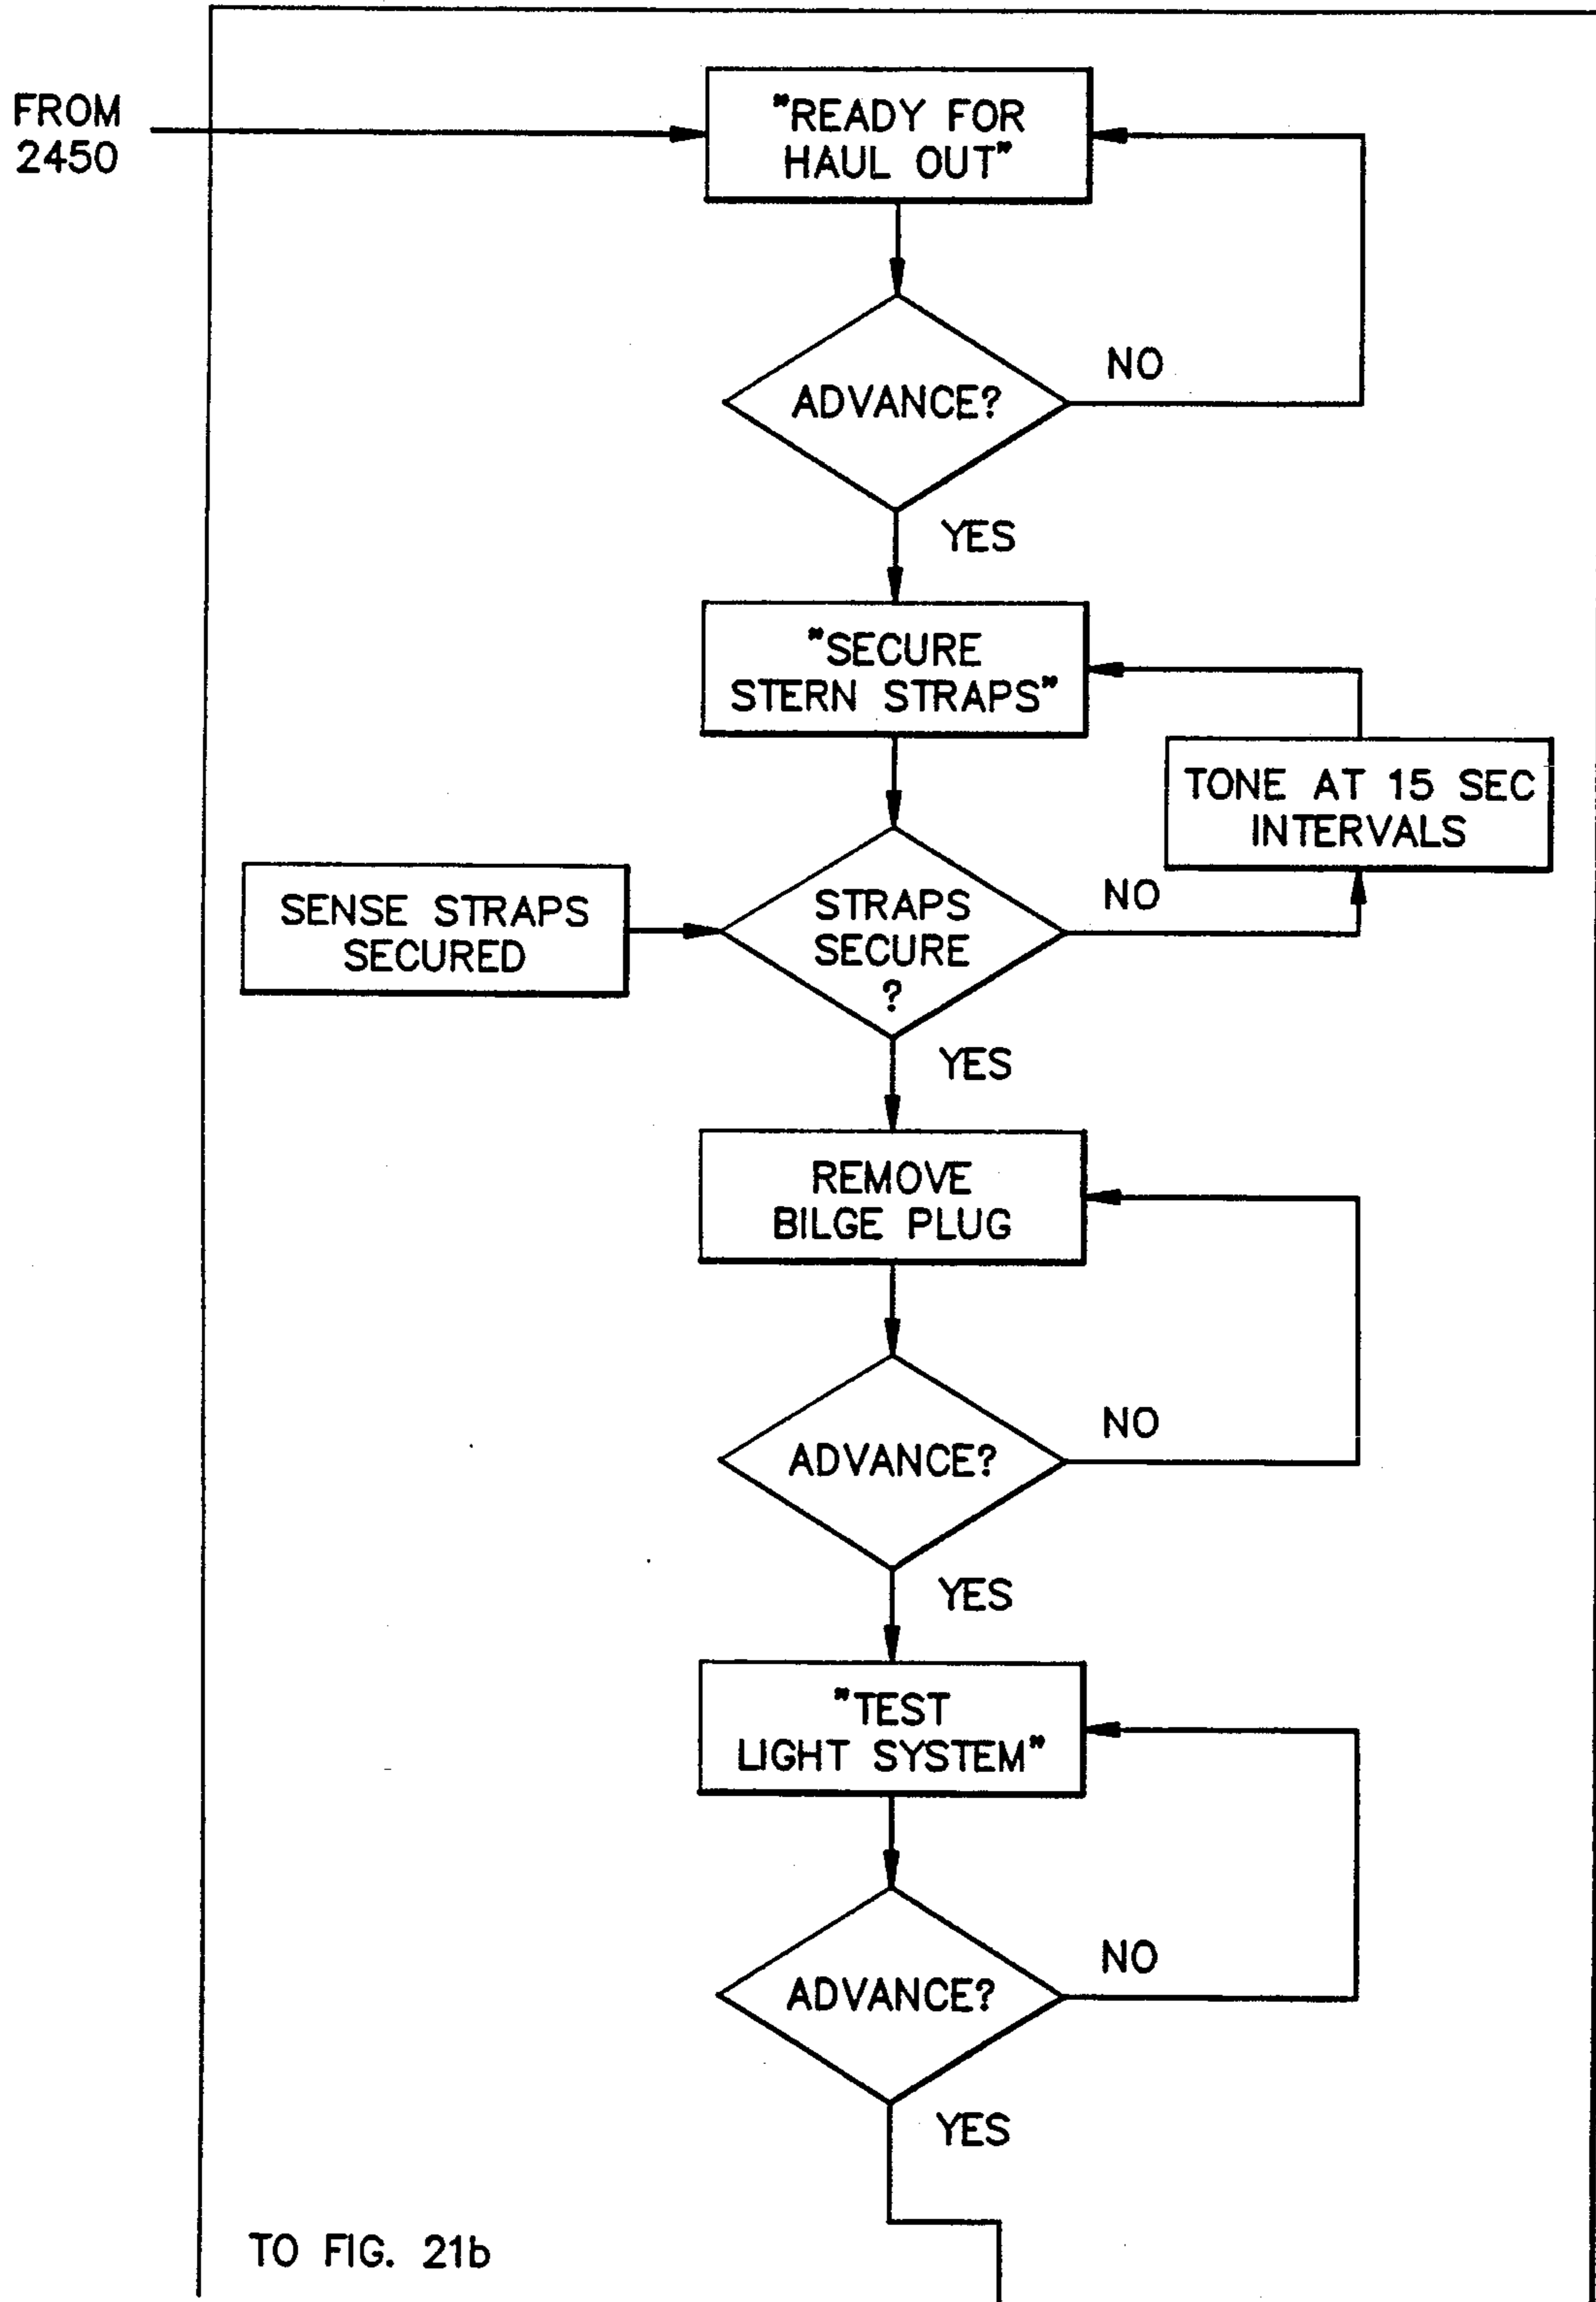 FROM
2450
"READY FOR
HAUL OUT"
ADVANCE?
NO
YES
"SECURE
STERN STRAPS"
TONE AT 15 SEC
INTERVALS
SENSE STRAPS
SECURED
STRAPS
SECURE
?
NO
YES
REMOVE
BILGE PLUG
ADVANCE?
NO
YES
"TEST
LIGHT SYSTEM"
ADVANCE?
NO
YES
TO FIG. 21b